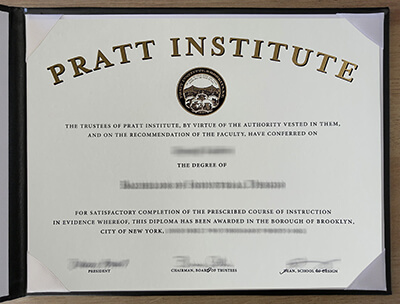 PRATT INSTITUTE
THE TRUSTEES OF PRATT INSTITUTE, BY VIRTUE OF THE AUTHORITY VESTED IN THEM,
AND ON THE RECOMMENDATION OF THE FACULTY, HAVE CONFERRED ON
THE DEGREE OF
FOR SATISFACTORY COMPLETION OF THE PRESCRIBED COURSE OF INSTRUCTION
IN EVIDENCE WHEREOF, THIS DIPLOMA HAS BEEN AWARDED IN THE BOROUGH OF BROOKLYN,
CITY OF NEW YORK,
PRESIDENT
CHAIRMAN, BOARD OF TRUSTEES
DEAN, SCHOOL OF DESIGN